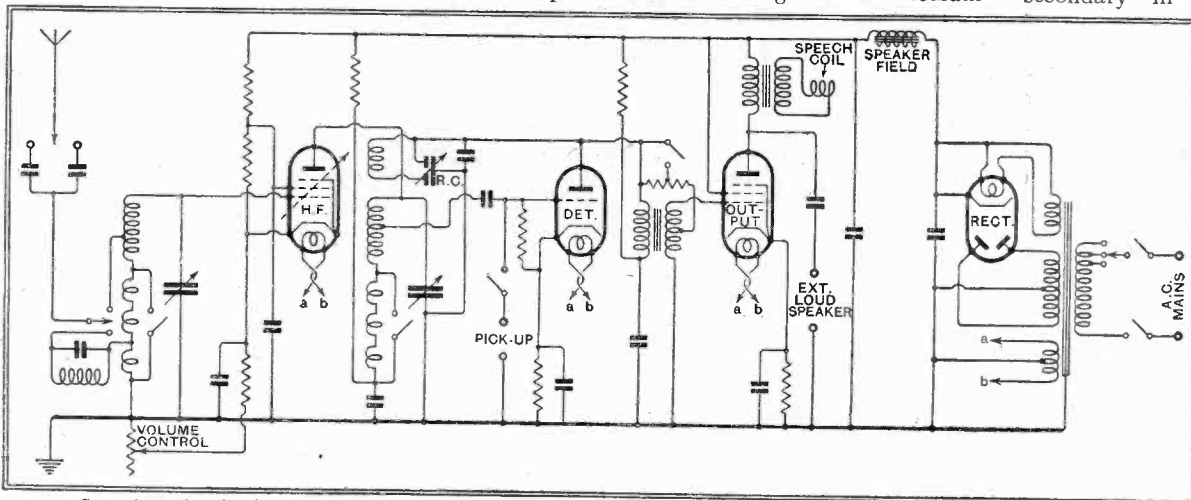 secondary in
SPEECH
COIL
SPEAKER
FIELD
H.F.
R.C.
DET.
OUT-
PUT
RECT.
a b
a b
a b
PICK-UP
EXT.
LOUD
SPEAKER
a
b
A.C.
MAINS
VOLUME
CONTROL